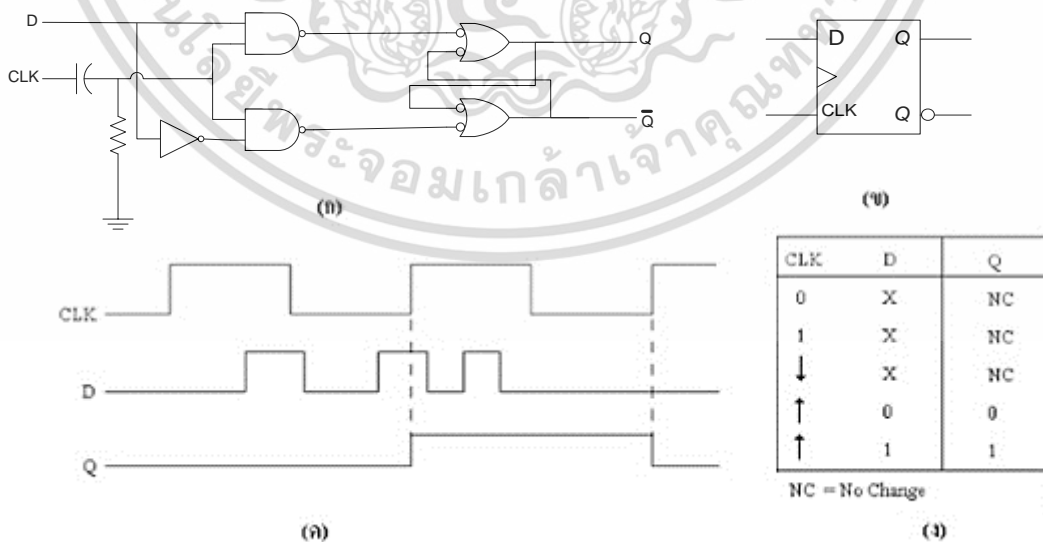 D
CLK
Q
Q̅
(ก)
D Q
CLK Q
(ข)
CLK
D
Q
(ค)
CLK D Q
0 X NC
1 X NC
↓ X NC
↑ 0 0
↑ 1 1
NC = No Change
(ง)